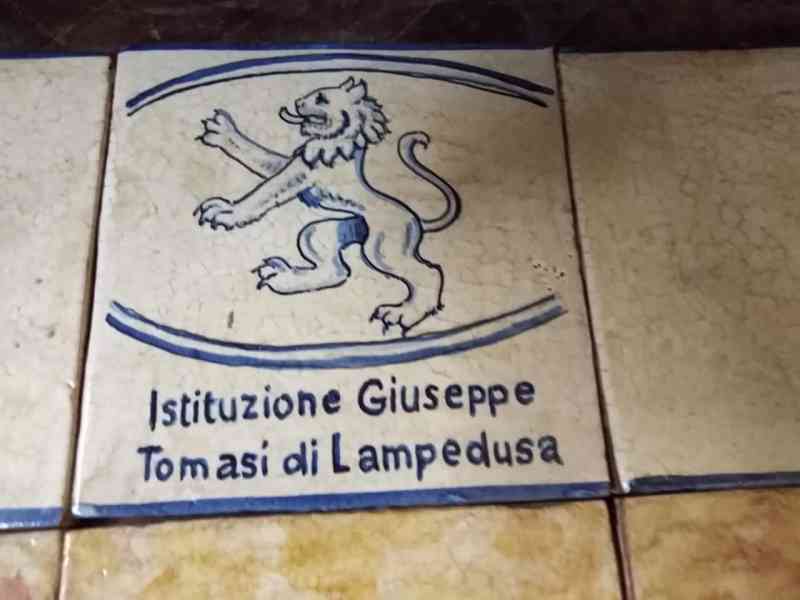 Istituzione Giuseppe
Tomasi di Lampedusa